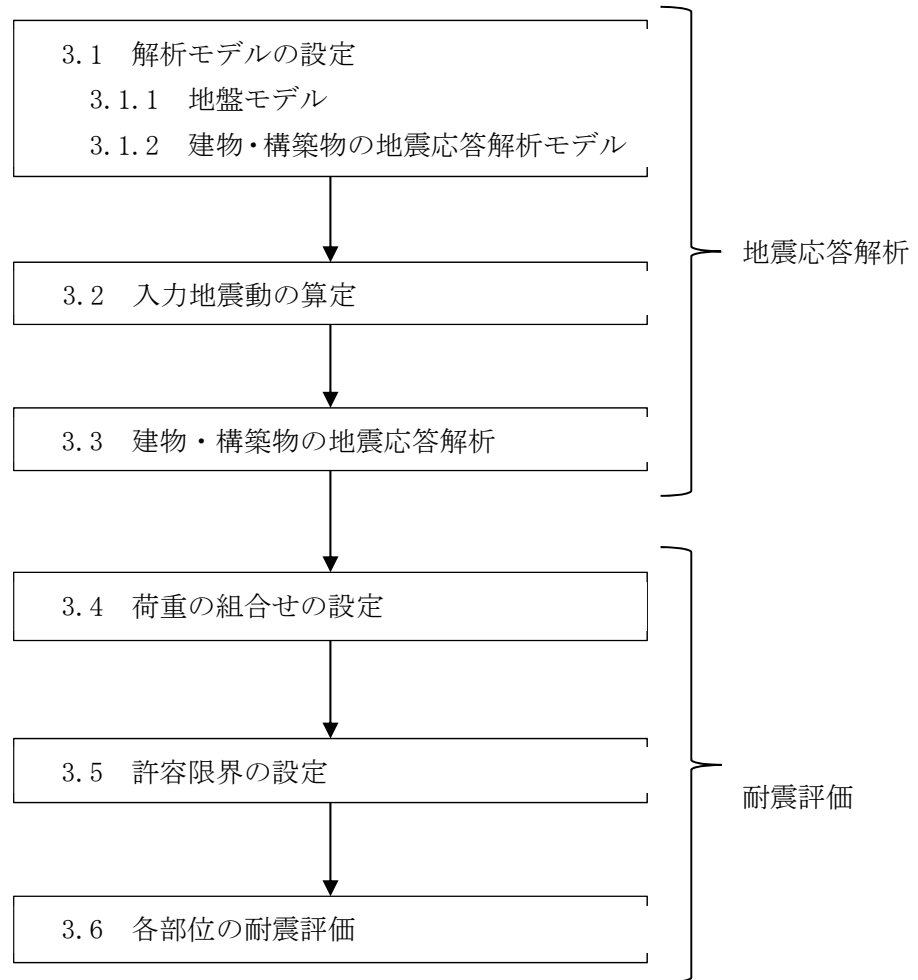 3.1 解析モデルの設定
3.1.1 地盤モデル
3.1.2 建物・構築物の地震応答解析モデル
地震応答解析
3.2 入力地震動の算定
3.3 建物・構築物の地震応答解析
3.4 荷重の組合せの設定
3.5 許容限界の設定
耐震評価
3.6 各部位の耐震評価